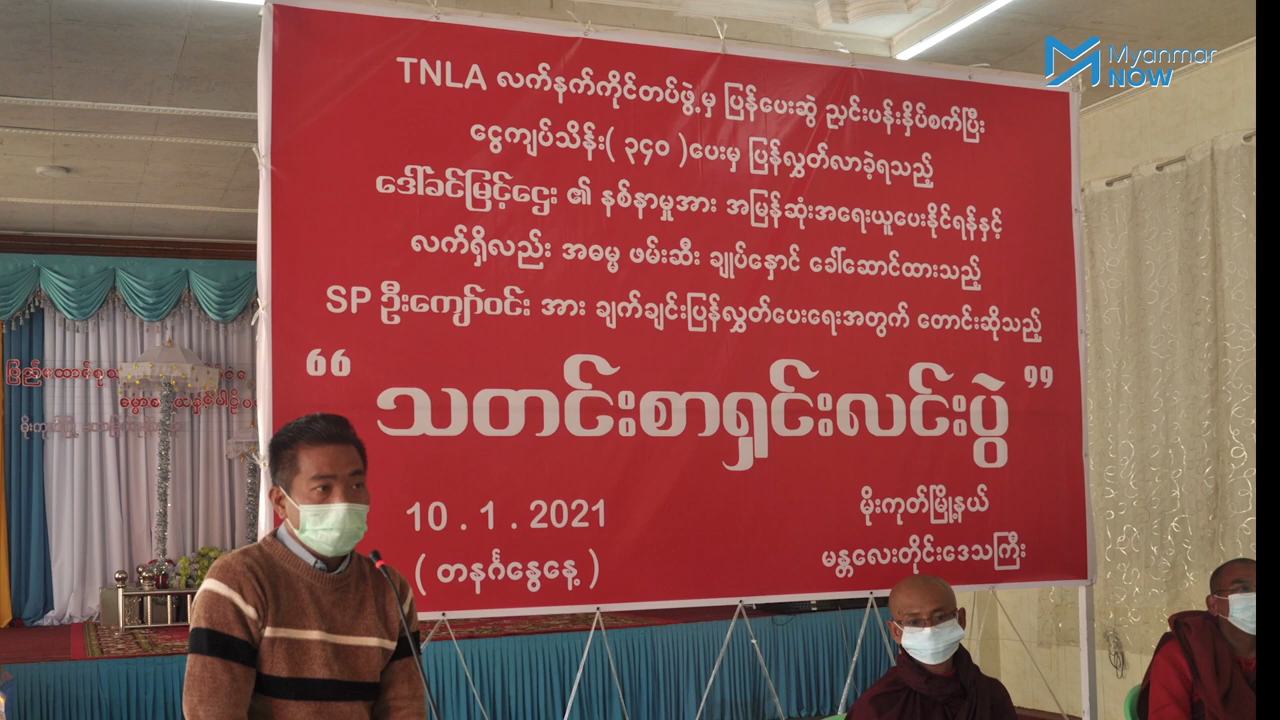 Myanmar
NOW
TNLA လက်နက်ကိုင်တပ်ဖွဲ့မှ ပြန်ပေးဆွဲ ညှင်းပန်းနှိပ်စက်ပြီး
ငွေကျပ်သိန်း( ၃၄၀ )ပေးမှ ပြန်လွှတ်လာခဲ့ရသည့်
ဒေါ်ခင်မြင့်ဌေး ၏ နစ်နာမှုအား အမြန်ဆုံးအရေးယူပေးနိုင်ရန်နှင့်
လက်ရှိလည်း အဓမ္မ ဖမ်းဆီး ချုပ်နှောင် ခေါ်ဆောင်ထားသည့်
SP ဦးကျော်ဝင်း အား ချက်ချင်းပြန်လွှတ်ပေးရေးအတွက် တောင်းဆိုသည့်
“ သတင်းစာရှင်းလင်းပွဲ ”
10 . 1 . 2021
( တနင်္ဂနွေနေ့ )
မိုးကုတ်မြို့နယ်
မန္တလေးတိုင်းဒေသကြီး